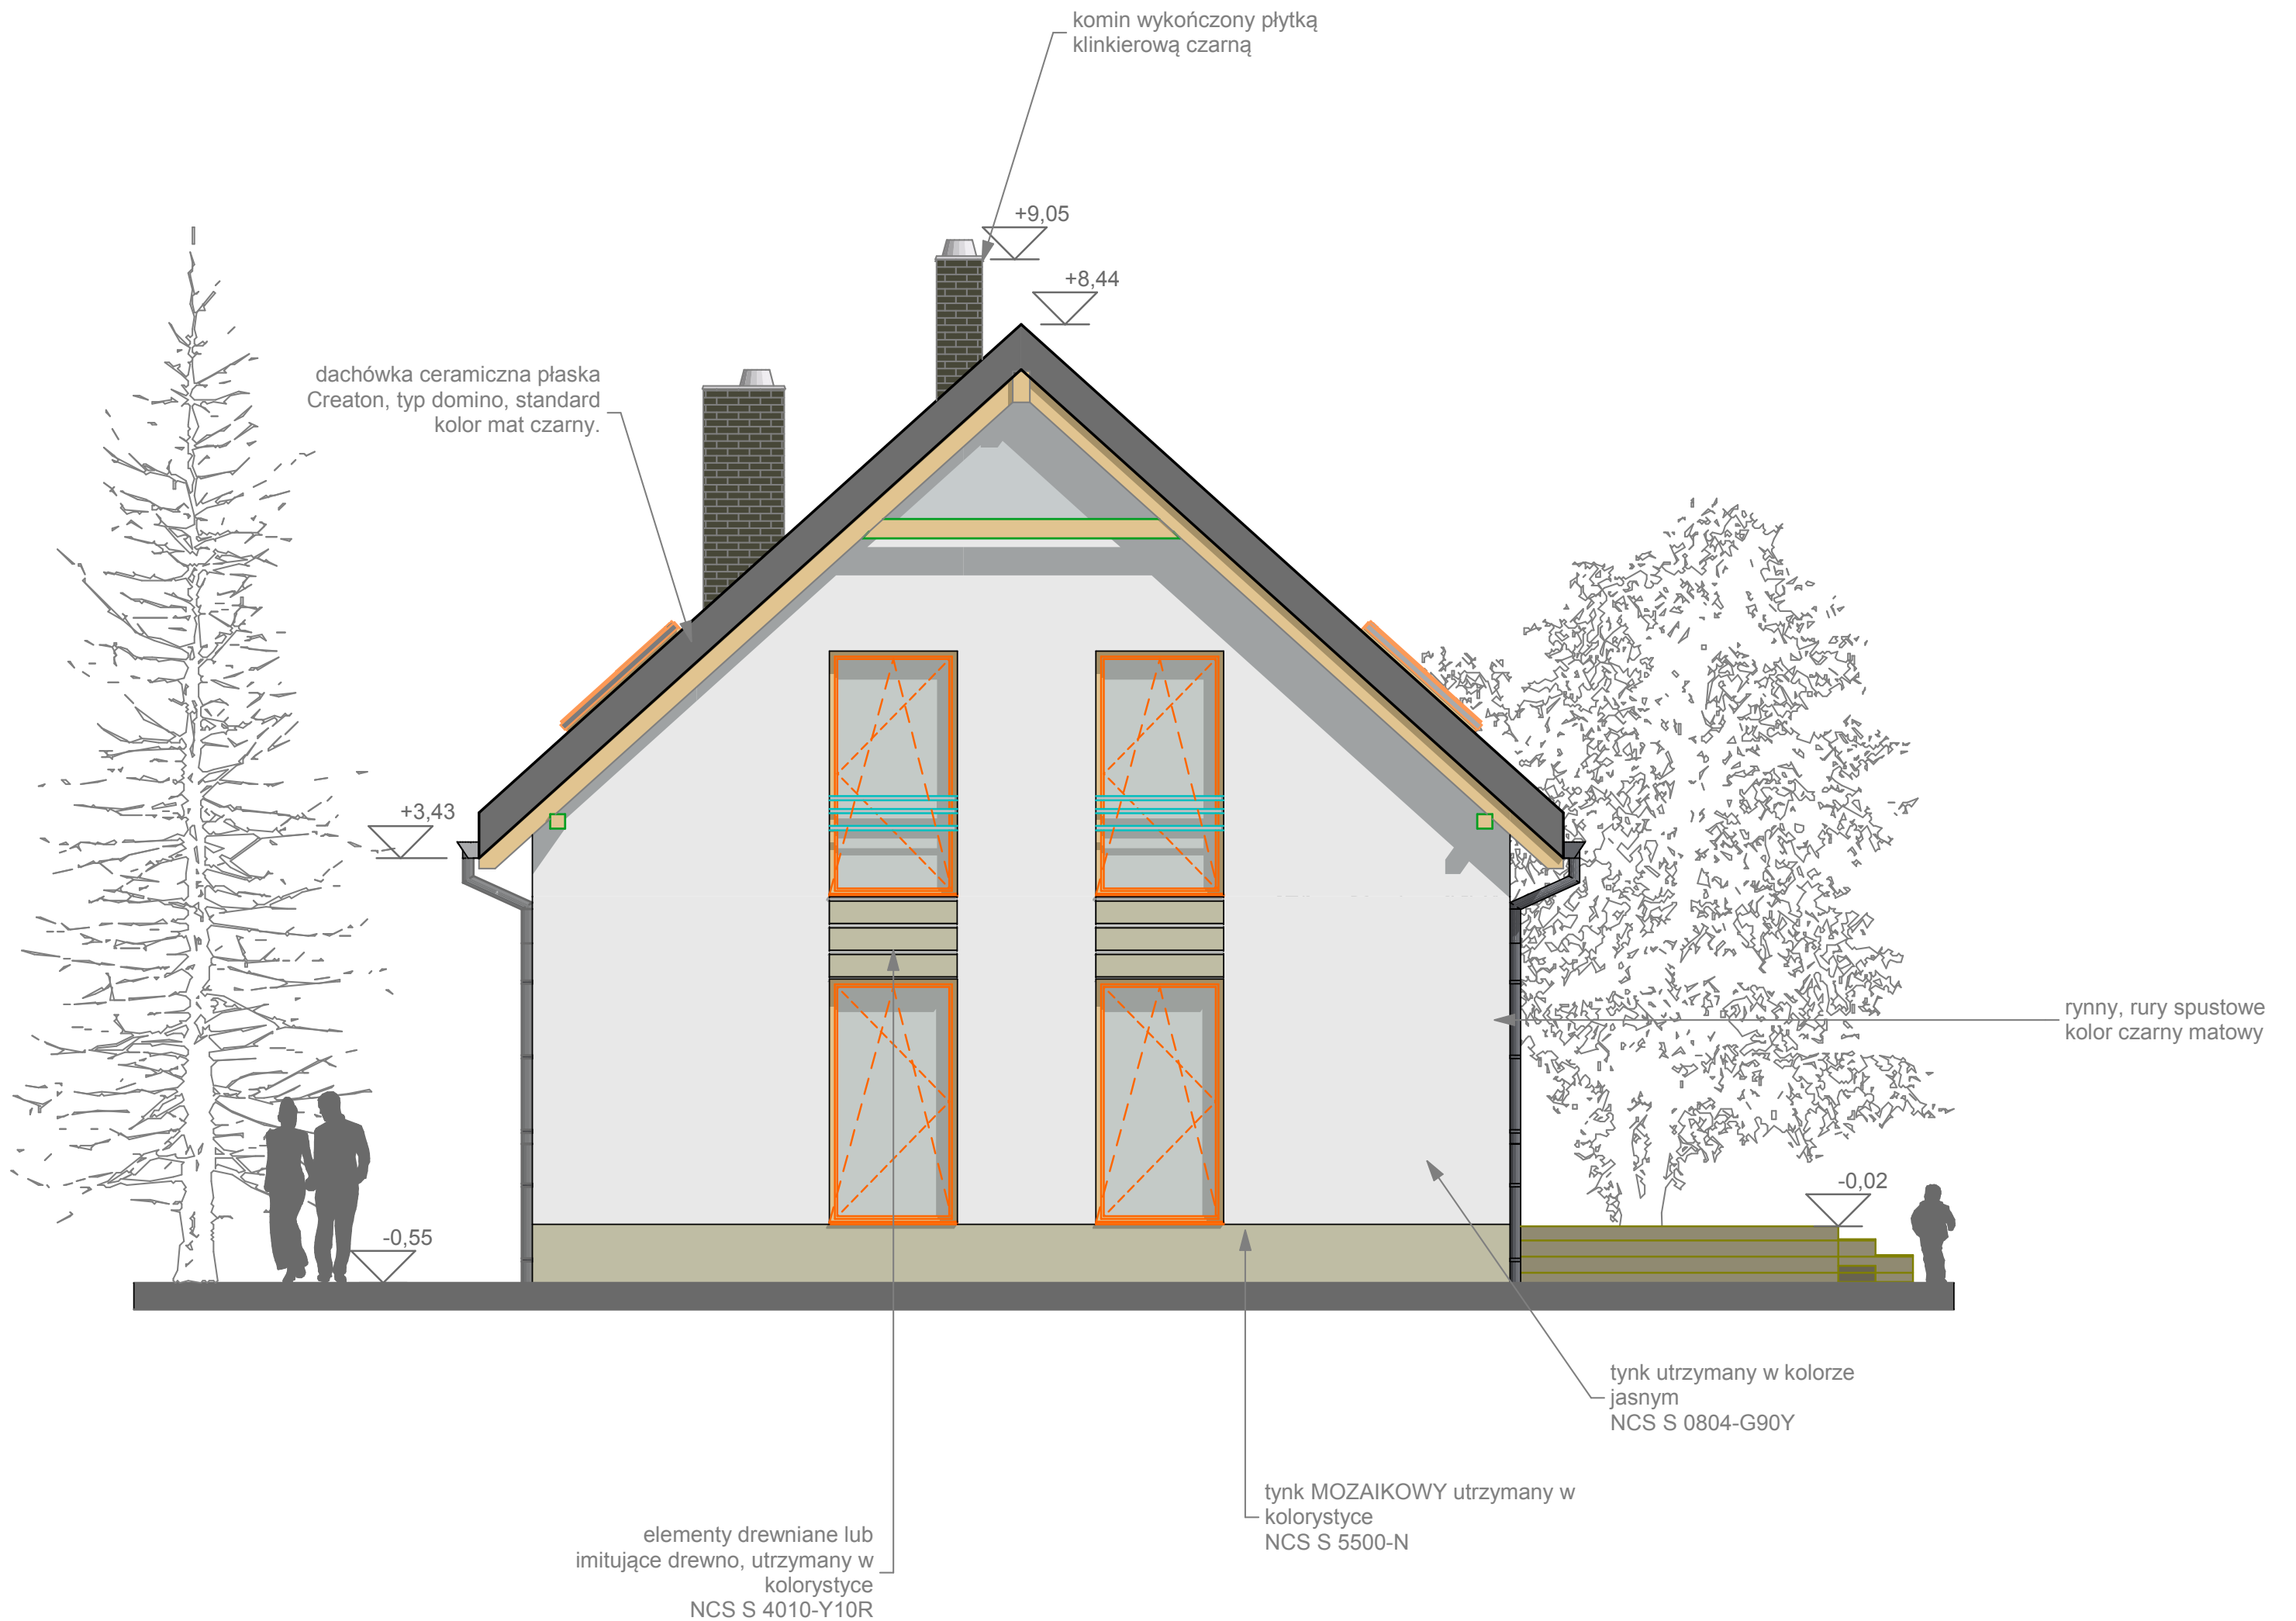 komin wykończony płytką
klinkierową czarną
+9,05
+8,44
dachówka ceramiczna płaska
Creaton, typ domino, standard
kolor mat czarny.
+3,43
rynny, rury spustowe
kolor czarny matowy
-0,02
-0,55
tynk utrzymany w kolorze
jasnym
NCS S 0804-G90Y
tynk MOZAIKOWY utrzymany w
kolorystyce
NCS S 5500-N
elementy drewniane lub
imitujące drewno, utrzymany w
kolorystyce
NCS S 4010-Y10R